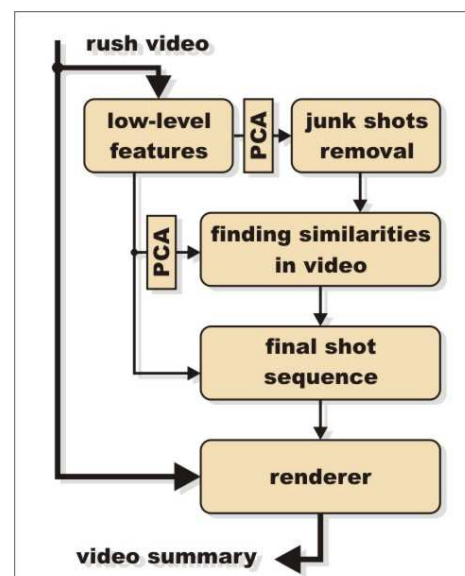 rush video
low-level
features
PCA
junk shots
removal
PCA
finding similarities
in video
final shot
sequence
renderer
video summary